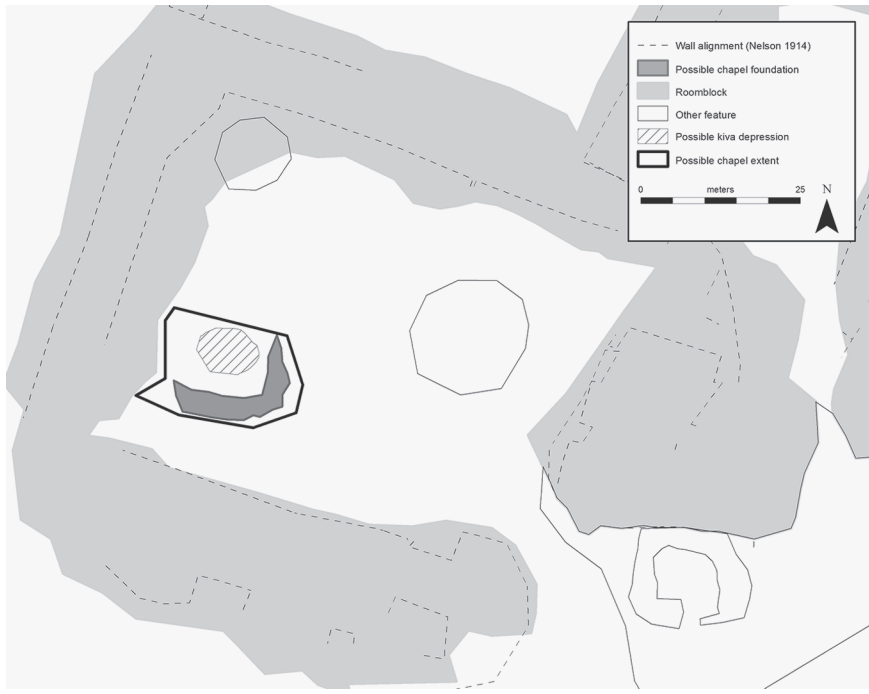 Wall alignment (Nelson 1914)
Possible chapel foundation
Roomblock
Other feature
Possible kiva depression
Possible chapel extent
0 meters 25 N